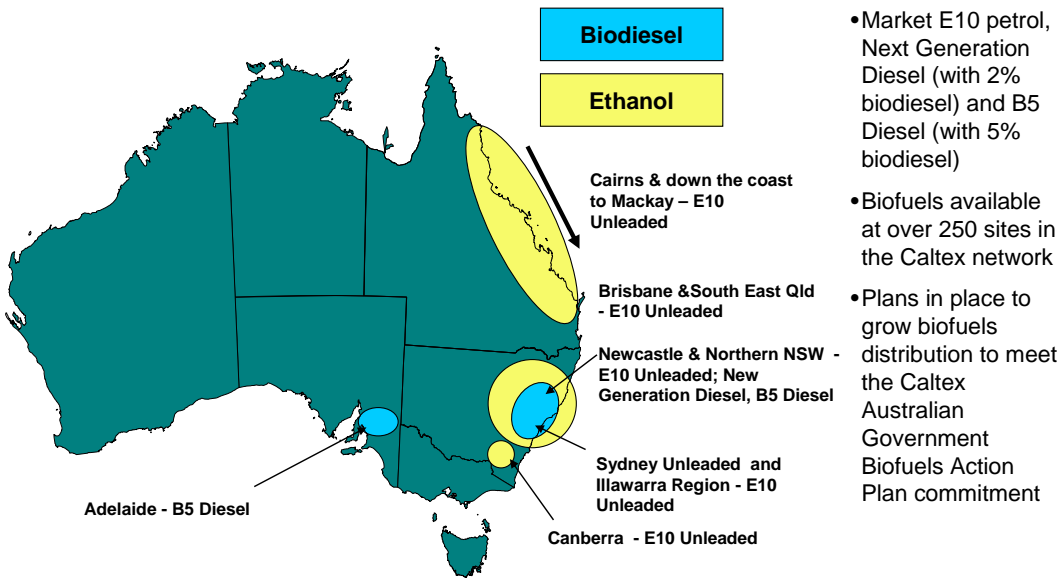 Biodiesel
Ethanol
Cairns & down the coast
to Mackay – E10
Unleaded
Brisbane &South East Qld
- E10 Unleaded
Newcastle & Northern NSW -
E10 Unleaded; New
Generation Diesel, B5 Diesel
Sydney Unleaded and
Illawarra Region - E10
Unleaded
Canberra - E10 Unleaded
Adelaide - B5 Diesel
•Market E10 petrol,
Next Generation
Diesel (with 2%
biodiesel) and B5
Diesel (with 5%
biodiesel)
•Biofuels available
at over 250 sites in
the Caltex network
•Plans in place to
grow biofuels
distribution to meet
the Caltex
Australian
Government
Biofuels Action
Plan commitment